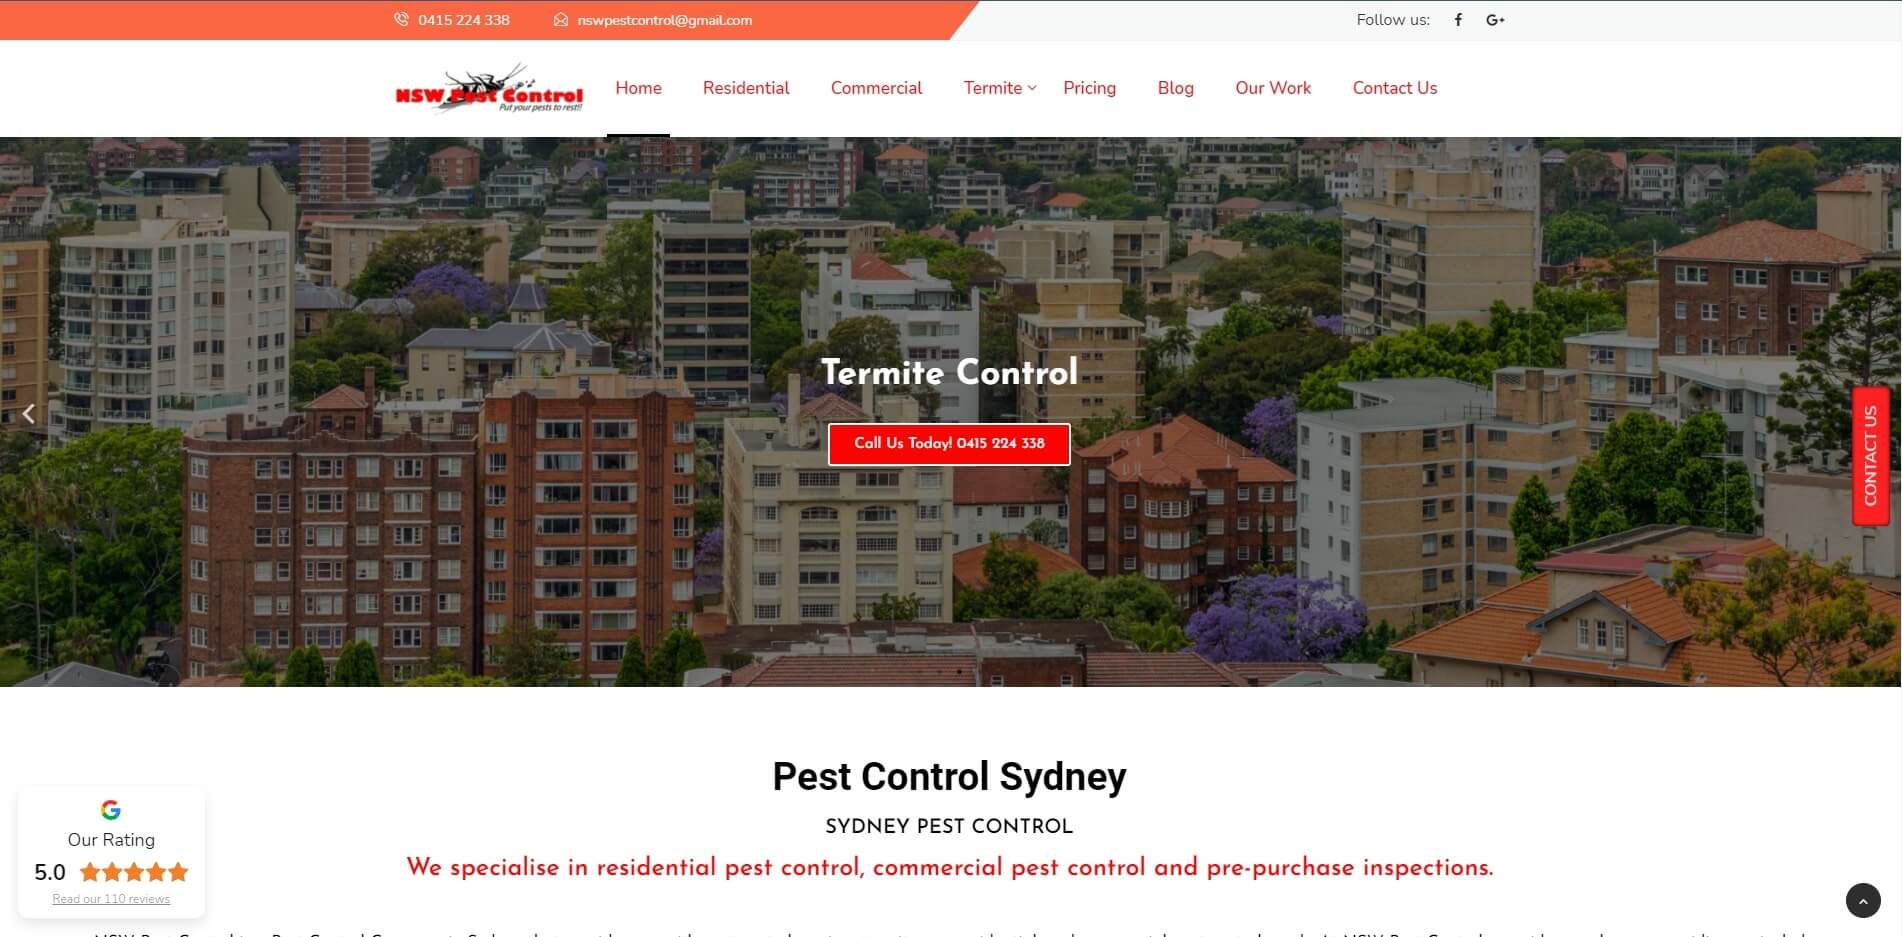 0415 224 338
nswpestcontrol@gmail.com
Follow us:
NSW Pest Control
Put your pests to rest!!
Home
Residential
Commercial
Termite
Pricing
Blog
Our Work
Contact Us
Termite Control
Call Us Today! 0415 224 338
CONTACT US
Pest Control Sydney
SYDNEY PEST CONTROL
We specialise in residential pest control, commercial pest control and pre-purchase inspections.
Our Rating
5.0
Read our 110 reviews